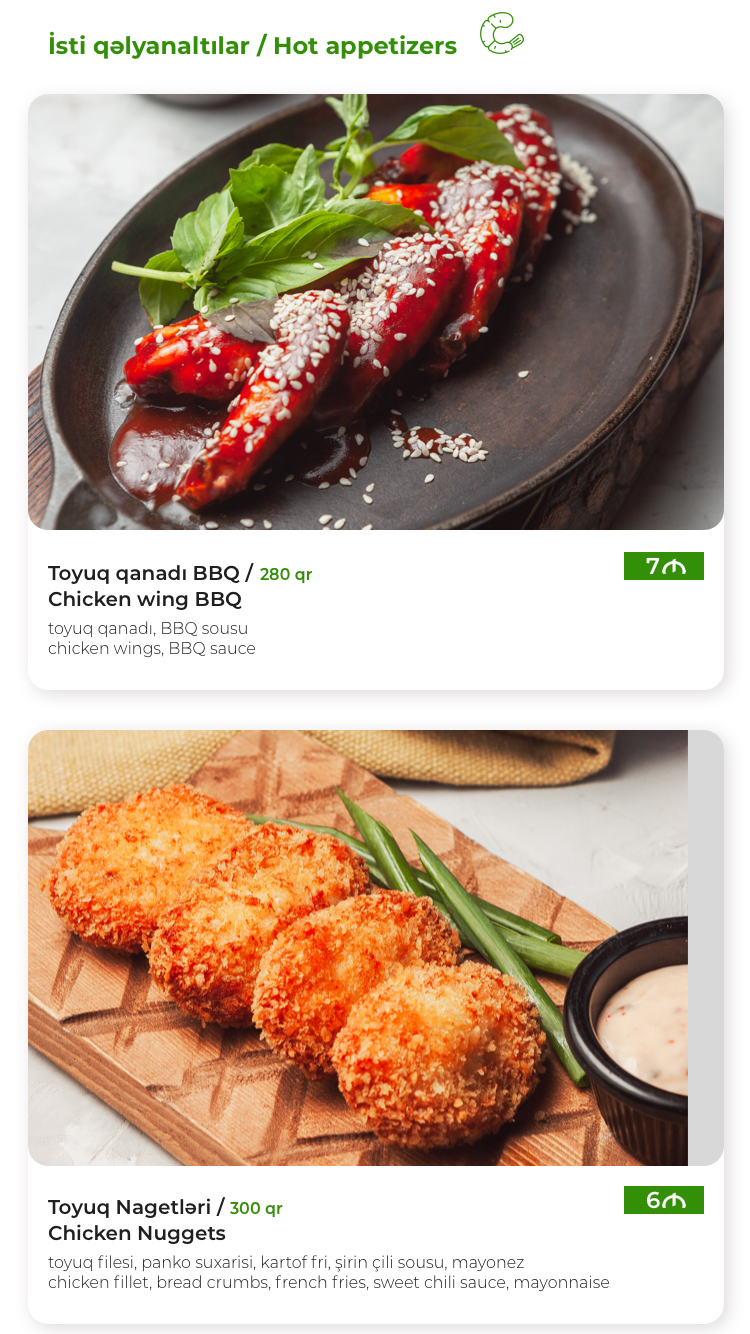 İsti qəlyanaltılar / Hot appetizers
Toyuq qanadı BBQ / 280 qr
Chicken wing BBQ
7₼
toyuq qanadı, BBQ sousu
chicken wings, BBQ sauce
Toyuq Nagetləri / 300 qr
Chicken Nuggets
6₼
toyuq filesi, panko suxarisi, kartof fri, şirin çili sousu, mayonez
chicken fillet, bread crumbs, french fries, sweet chili sauce, mayonnaise